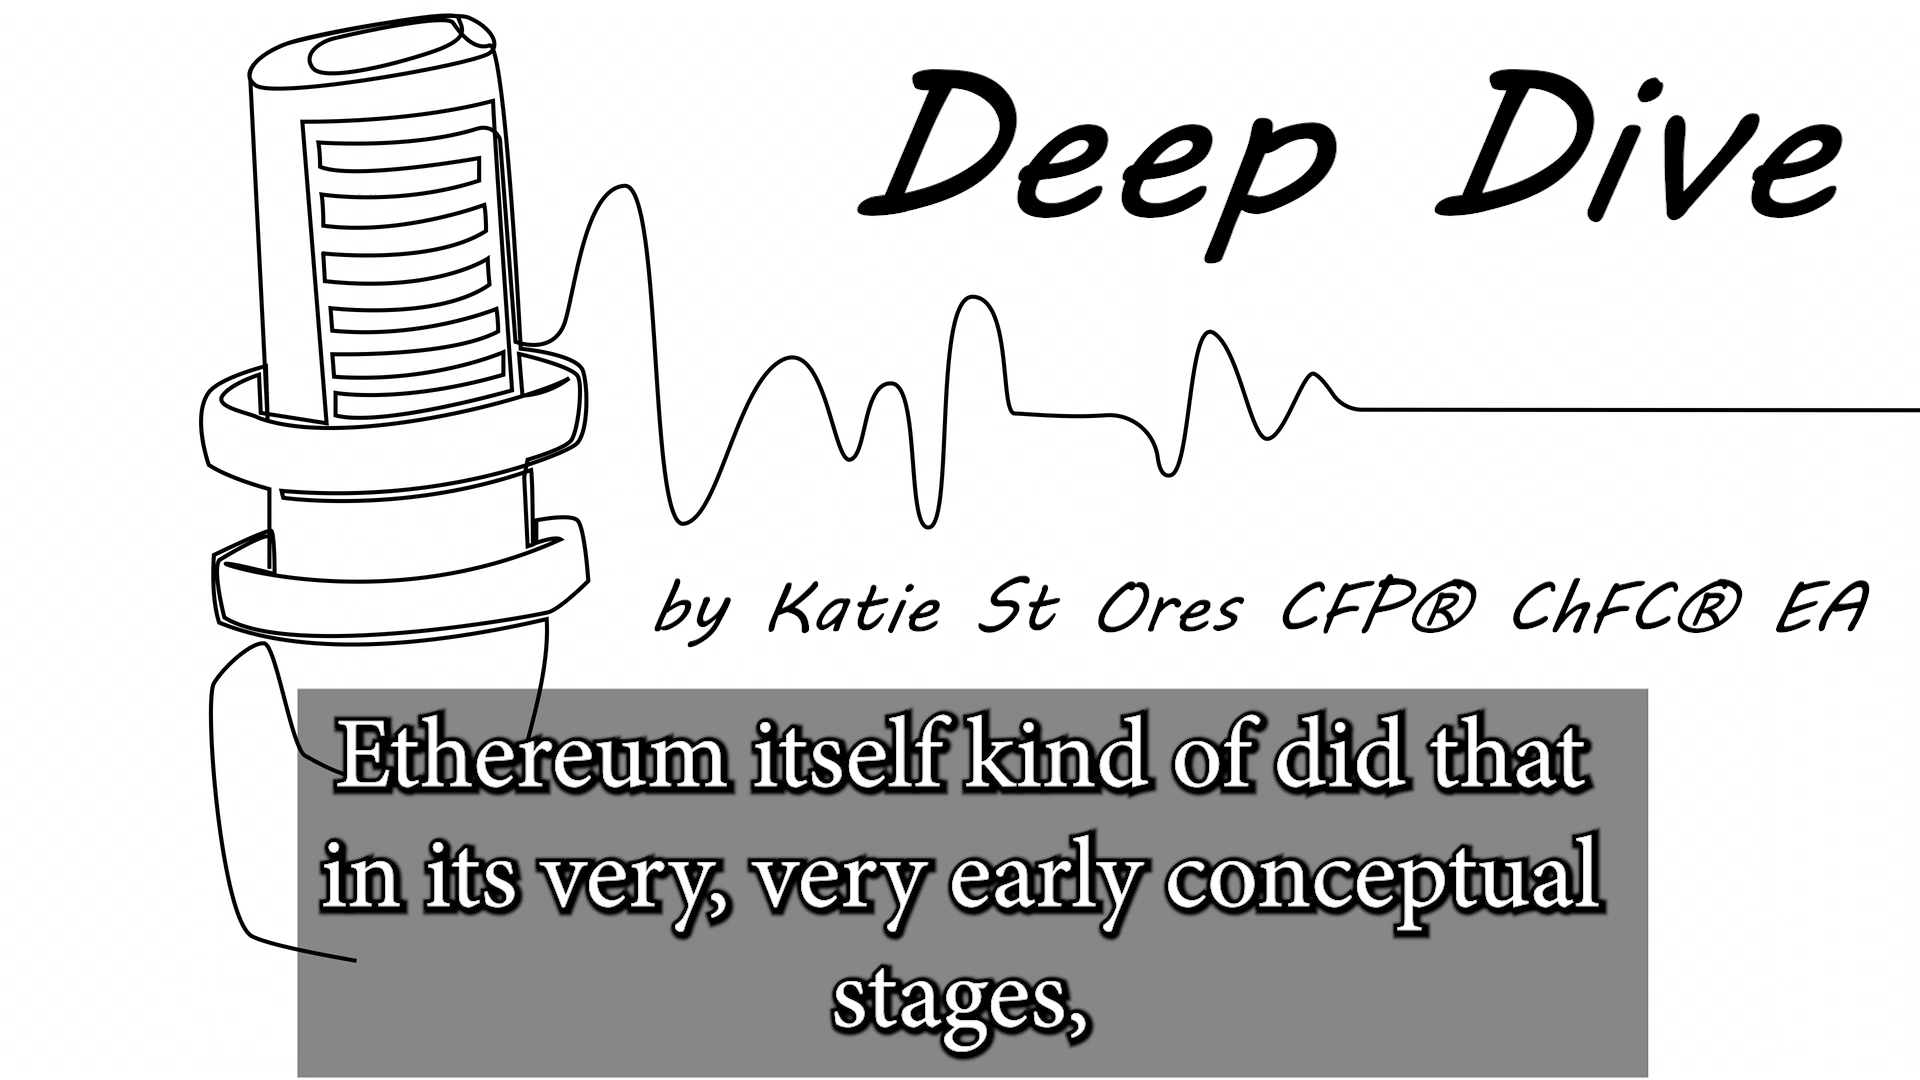 Deep Dive
by Katie St Ores CFP® ChFC® EA
Ethereum itself kind of did that
in its very, very early conceptual
stages,